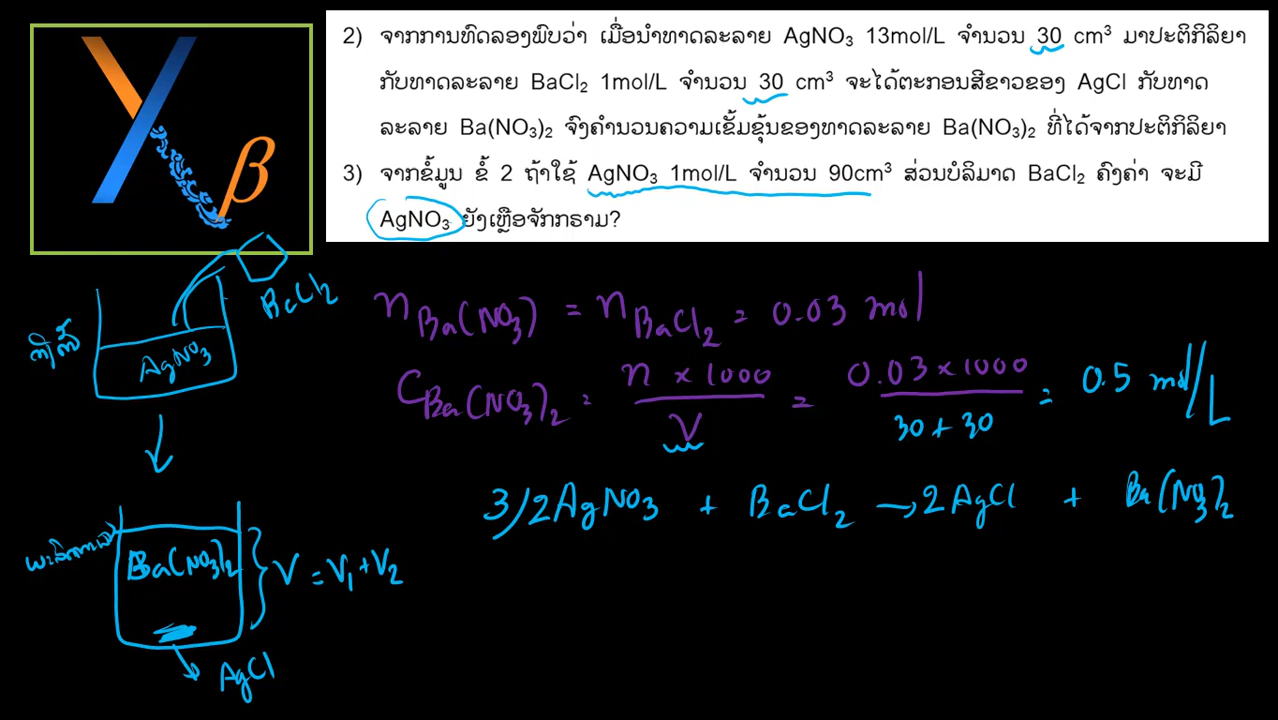 β
2) ຈາກການທົດລອງພົບວ່າ ເມື່ອນຳທາດລະລາຍ AgNO₃ 13mol/L ຈຳນວນ 30 cm³ ມາປະຕິກິລິຍາ
ກັບທາດລະລາຍ BaCl₂ 1mol/L ຈຳນວນ 30 cm³ ຈະໄດ້ຕະກອນສີຂາວຂອງ AgCl ກັບທາດ
ລະລາຍ Ba(NO₃)₂ ຈົ່ງຄຳນວນຄວາມເຂັ້ມຂຸ້ນຂອງທາດລະລາຍ Ba(NO₃)₂ ທີ່ໄດ້ຈາກປະຕິກິລິຍາ
3) ຈາກຂໍ້ມູນ ຂໍ້ 2 ຖ້າໃຊ້ AgNO₃ 1mol/L ຈຳນວນ 90cm³ ສ່ວນບໍລິມາດ BaCl₂ ຄົງຄ່າ ຈະມີ
AgNO₃ ຍັງເຫຼືອຈັກກຣາມ?
BaCl₂
AgNO₃
n Ba(NO₃) = n BaCl₂ = 0.03 mol
C Ba(NO₃)₂ = n × 1000 / V = 0.03 × 1000 / 30 + 30 = 0.5 mol/L
3) 2AgNO₃ + BaCl₂ → 2AgCl + Ba(NO₃)₂
Ba(NO₃)₂ } V = V₁ + V₂
AgCl